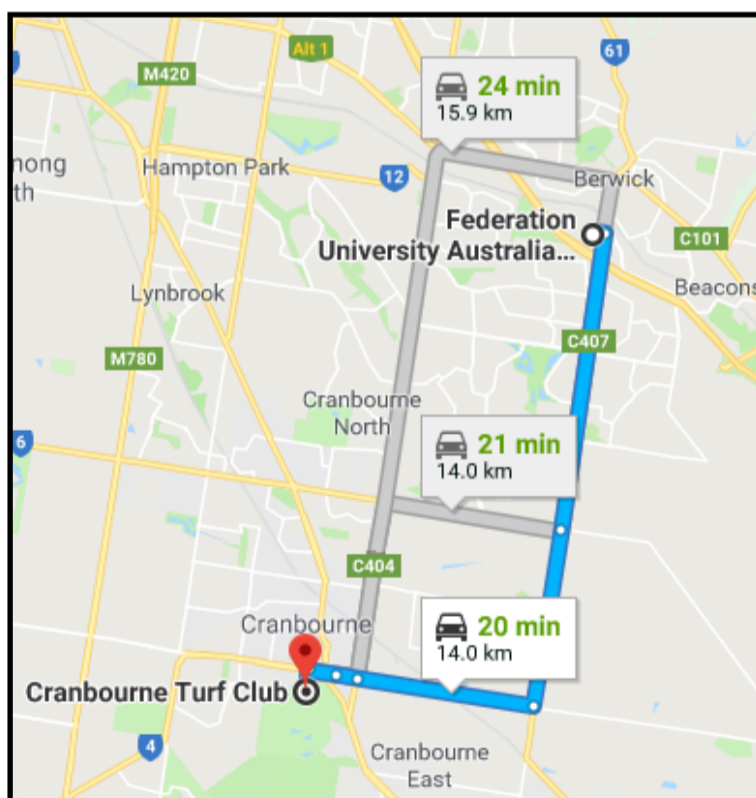 Alt 1
61
M420
24 min
15.9 km
nong
th
Hampton Park
12
Berwick
Federation
University Australia...
C101
Lynbrook
Beacons
M780
C407
Cranbourne
North
6
21 min
14.0 km
C404
Cranbourne
20 min
14.0 km
Cranbourne Turf Club
4
Cranbourne
East